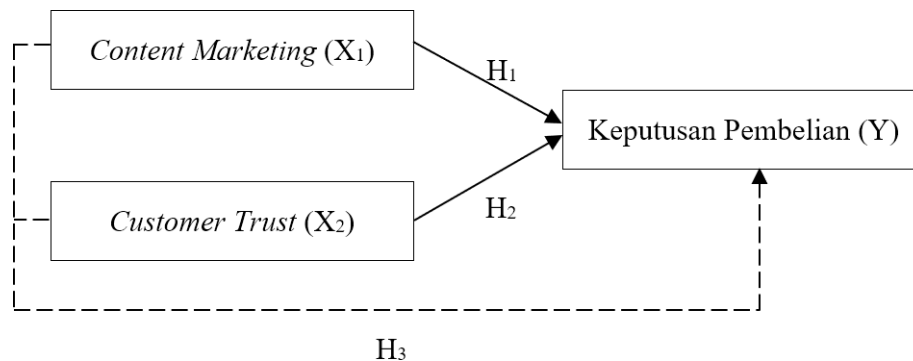 Content Marketing (X₁)
H₁
Keputusan Pembelian (Y)
Customer Trust (X₂)
H₂
H₃